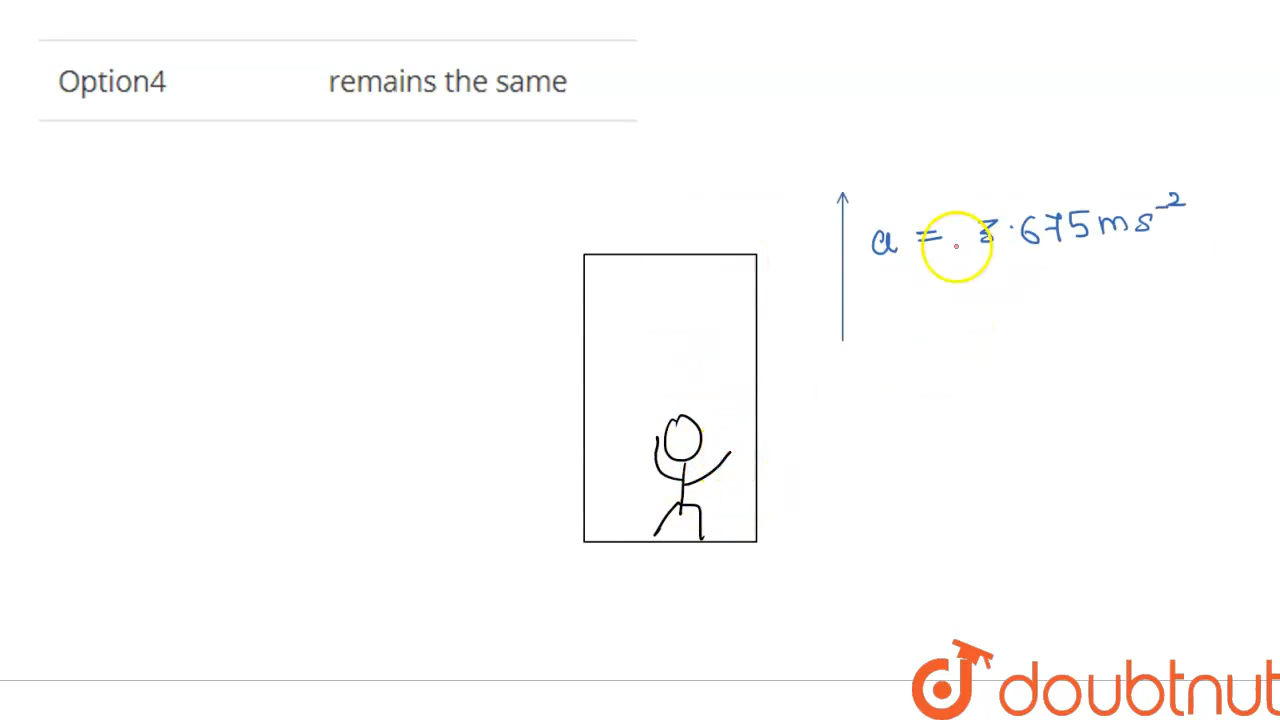 Option4 remains the same
a = 3.675 ms⁻²
doubtnut